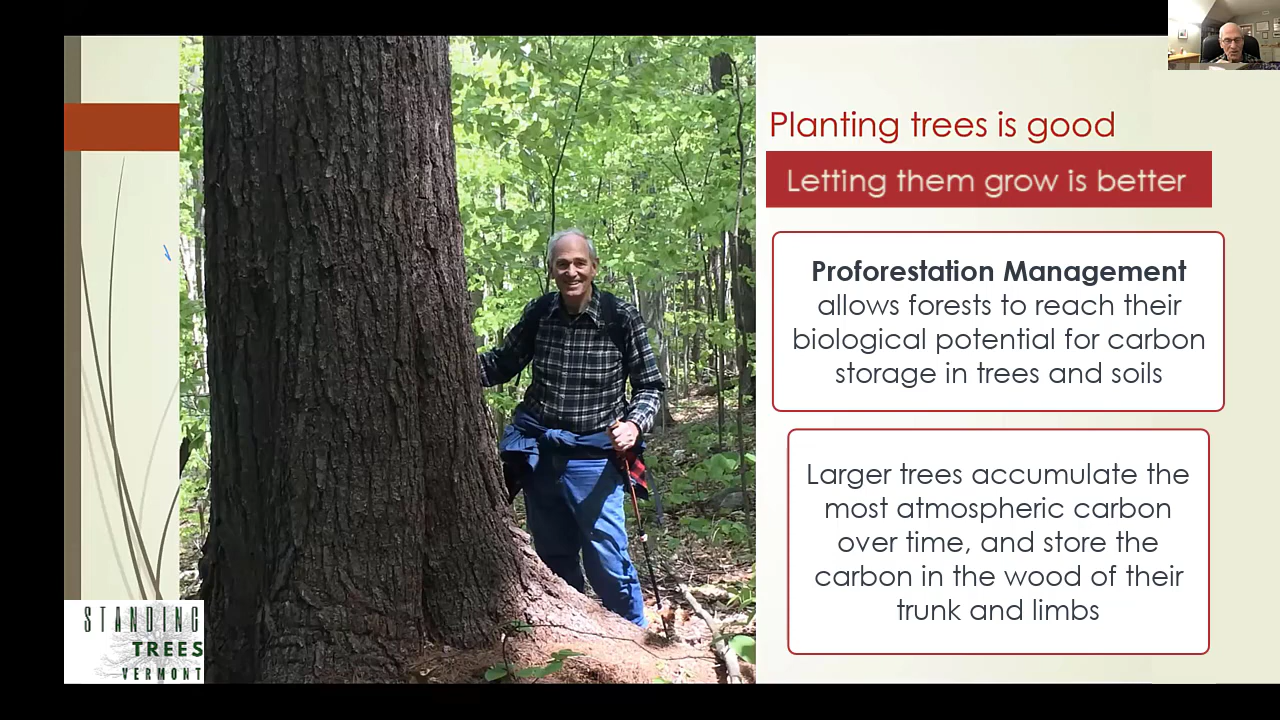 Planting trees is good
Letting them grow is better
Proforestation Management
allows forests to reach their
biological potential for carbon
storage in trees and soils
Larger trees accumulate the
most atmospheric carbon
over time, and store the
carbon in the wood of their
trunk and limbs
STANDING
TREES
VERMONT